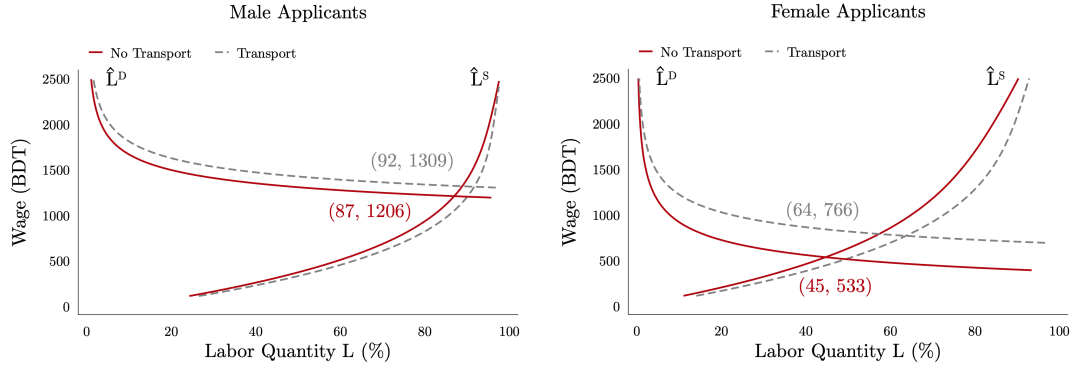 Male Applicants
No Transport
Transport
L̂ᴰ
L̂ˢ
2500
2000
1500
1000
500
0
Wage (BDT)
(92, 1309)
(87, 1206)
0 20 40 60 80 100
Labor Quantity L (%)
Female Applicants
No Transport
Transport
L̂ᴰ
L̂ˢ
2500
2000
1500
1000
500
0
Wage (BDT)
(64, 766)
(45, 533)
0 20 40 60 80 100
Labor Quantity L (%)